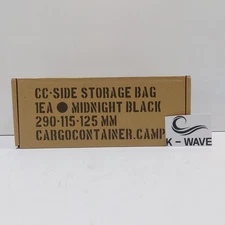 CC-SIDE STORAGE BAG
1EA ● MIDNIGHT BLACK
290-115-125 MM
CARGOCONTAINER.CAMP
K - WAVE